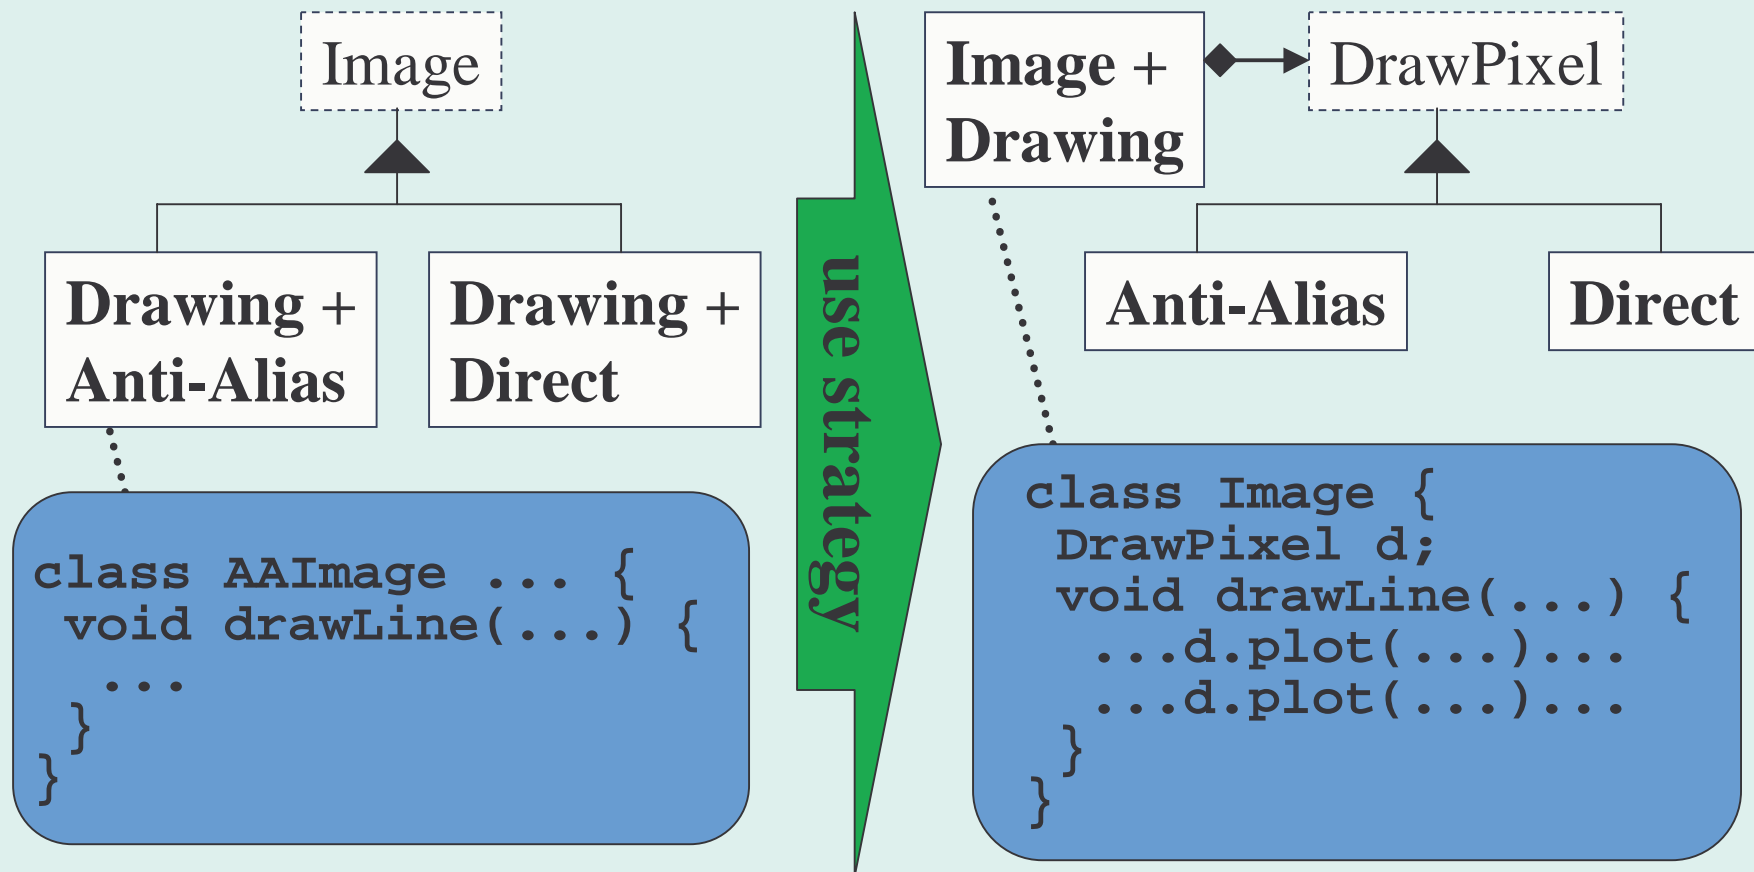 Image
Drawing +
Anti-Alias
Drawing +
Direct
class AAImage ... {
void drawLine(...) {
...
}
}
use strategy
Image +
Drawing
DrawPixel
Anti-Alias
Direct
class Image {
DrawPixel d;
void drawLine(...) {
...d.plot(...)...
...d.plot(...)...
}
}